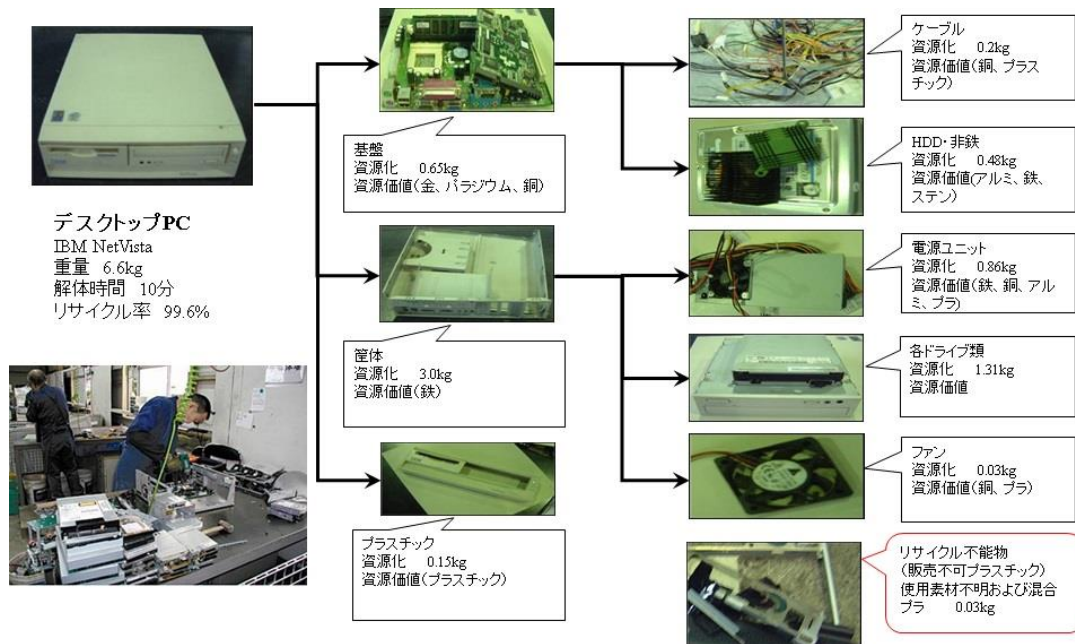 デスクトップPC
IBM NetVista
重量 6.6kg
解体時間 10分
リサイクル率 99.6%
基盤
資源化 0.65kg
資源価値(金、パラジウム、銅)
筐体
資源化 3.0kg
資源価値(鉄)
プラスチック
資源化 0.15kg
資源価値(プラスチック)
ケーブル
資源化 0.2kg
資源価値(銅、プラス
チック)
HDD・非鉄
資源化 0.48kg
資源価値(アルミ、鉄、
ステン)
電源ユニット
資源化 0.86kg
資源価値(鉄、銅、アル
ミ、プラ)
各ドライブ類
資源化 1.31kg
資源価値
ファン
資源化 0.03kg
資源価値(銅、プラ)
リサイクル不能物
(販売不可プラスチック)
使用素材不明および混合
プラ 0.03kg